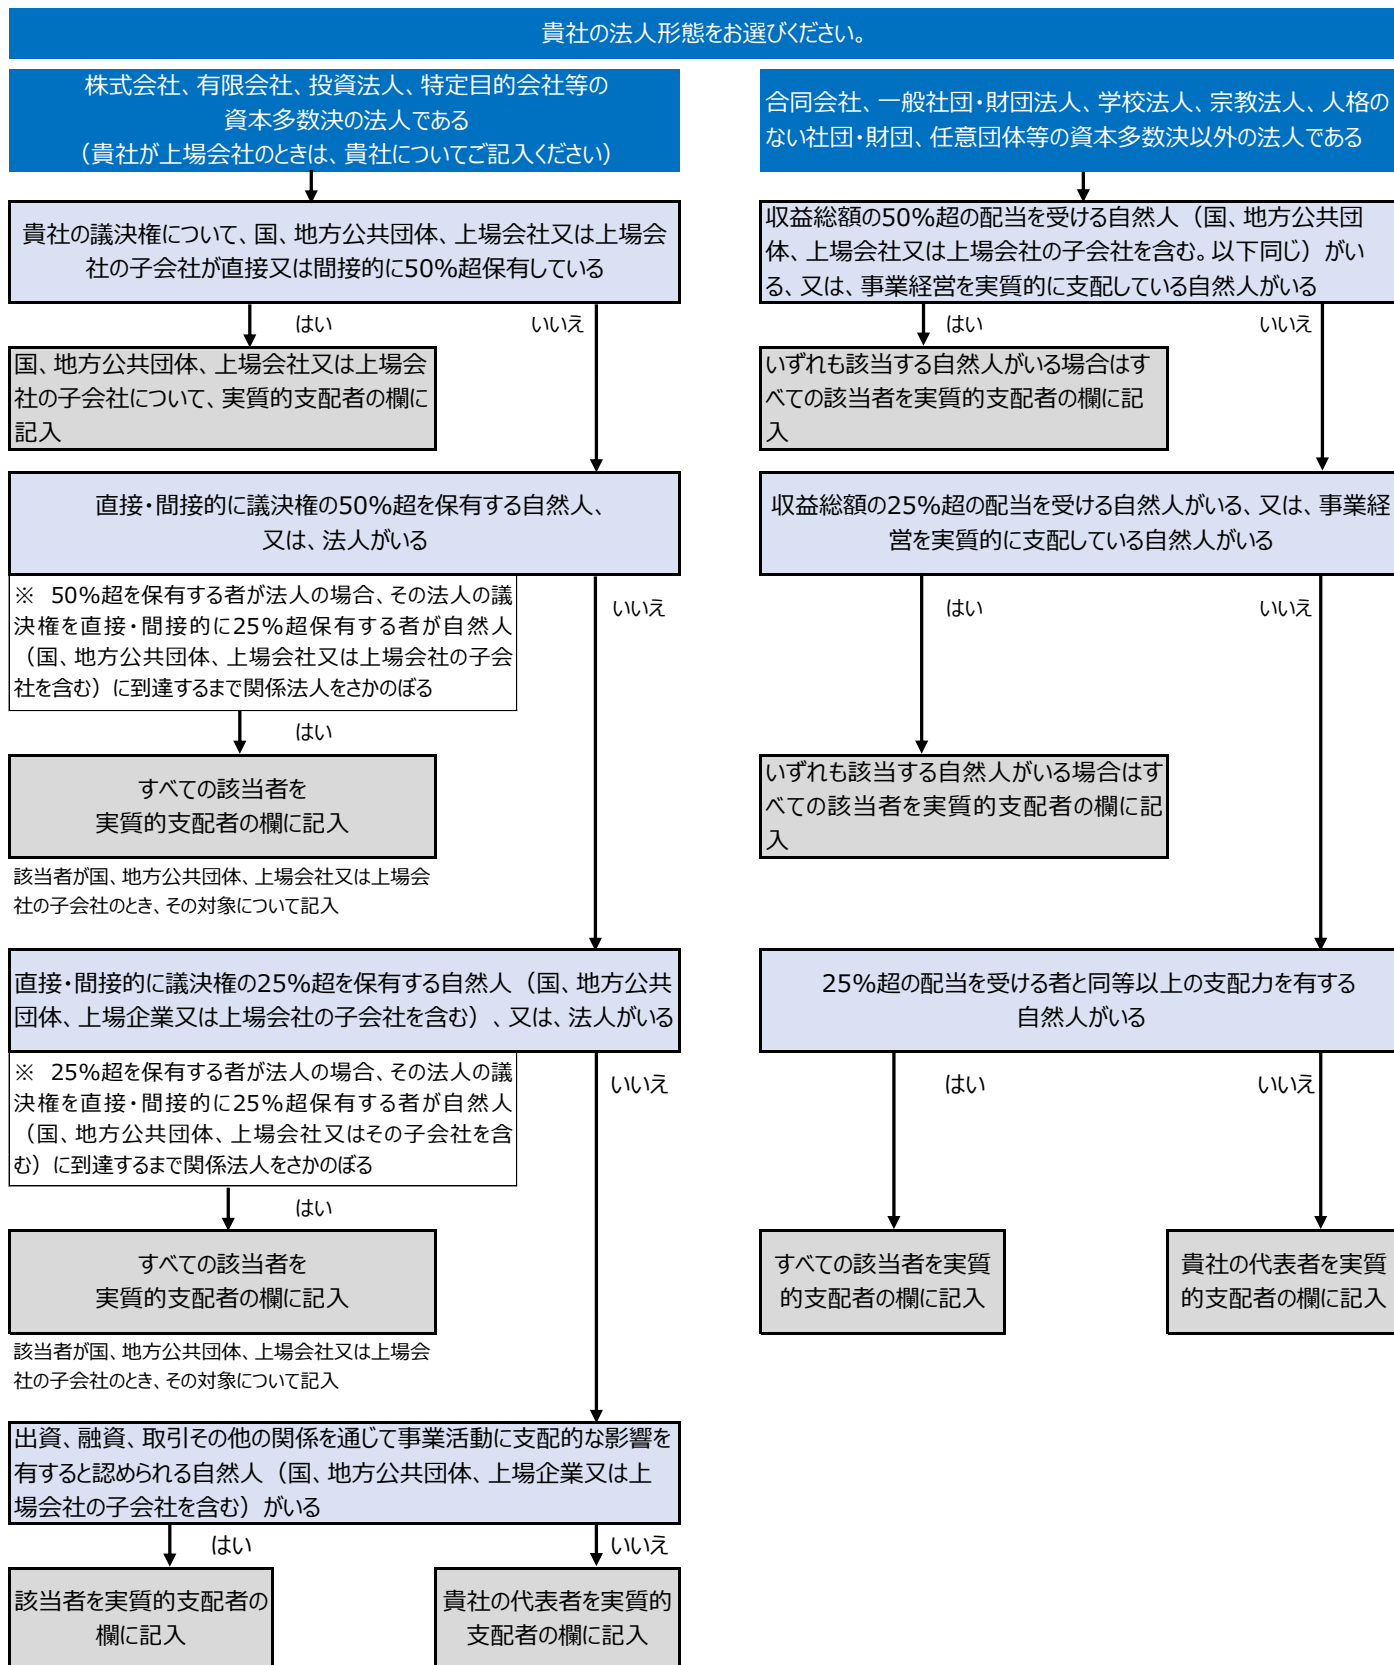 貴社の法人形態をお選びください。
株式会社、有限会社、投資法人、特定目的会社等の
資本多数決の法人である
（貴社が上場会社のときは、貴社についてご記入ください）
貴社の議決権について、国、地方公共団体、上場会社又は上場会
社の子会社が直接又は間接的に50%超保有している
はい
いいえ
国、地方公共団体、上場会社又は上場会
社の子会社について、実質的支配者の欄に
記入
直接・間接的に議決権の50%超を保有する自然人、
又は、法人がいる
※ 50%超を保有する者が法人の場合、その法人の議
決権を直接・間接的に25%超保有する者が自然人
（国、地方公共団体、上場会社又は上場会社の子会
社を含む）に到達するまで関係法人をさかのぼる
いいえ
はい
すべての該当者を
実質的支配者の欄に記入
該当者が国、地方公共団体、上場会社又は上場会
社の子会社のとき、その対象について記入
直接・間接的に議決権の25%超を保有する自然人（国、地方公共
団体、上場企業又は上場会社の子会社を含む）、又は、法人がいる
※ 25%超を保有する者が法人の場合、その法人の議
決権を直接・間接的に25%超保有する者が自然人
（国、地方公共団体、上場会社又はその子会社を含
む）に到達するまで関係法人をさかのぼる
いいえ
はい
すべての該当者を
実質的支配者の欄に記入
該当者が国、地方公共団体、上場会社又は上場会
社の子会社のとき、その対象について記入
出資、融資、取引その他の関係を通じて事業活動に支配的な影響を
有すると認められる自然人（国、地方公共団体、上場企業又は上
場会社の子会社を含む）がいる
はい
いいえ
該当者を実質的支配者の
欄に記入
貴社の代表者を実質的
支配者の欄に記入
合同会社、一般社団・財団法人、学校法人、宗教法人、人格の
ない社団・財団、任意団体等の資本多数決以外の法人である
収益総額の50%超の配当を受ける自然人（国、地方公共団
体、上場会社又は上場会社の子会社を含む。以下同じ）がい
る、又は、事業経営を実質的に支配している自然人がいる
はい
いいえ
いずれも該当する自然人がいる場合はす
べての該当者を実質的支配者の欄に記
入
収益総額の25%超の配当を受ける自然人がいる、又は、事業経
営を実質的に支配している自然人がいる
はい
いいえ
いずれも該当する自然人がいる場合はす
べての該当者を実質的支配者の欄に記
入
25%超の配当を受ける者と同等以上の支配力を有する
自然人がいる
はい
いいえ
すべての該当者を実質
的支配者の欄に記入
貴社の代表者を実質
的支配者の欄に記入